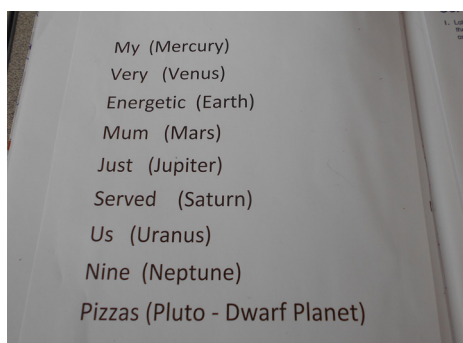 My (Mercury)
Very (Venus)
Energetic (Earth)
Mum (Mars)
Just (Jupiter)
Served (Saturn)
Us (Uranus)
Nine (Neptune)
Pizzas (Pluto - Dwarf Planet)
1.